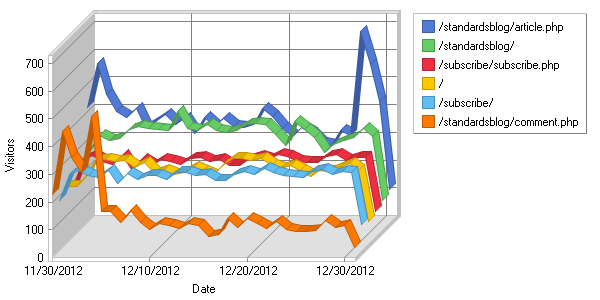 /standardsblog/article.php
/standardsblog/
/subscribe/subscribe.php
/
/subscribe/
/standardsblog/comment.php
Visitors
700
600
500
400
300
200
100
0
11/30/2012 12/10/2012 12/20/2012 12/30/2012
Date